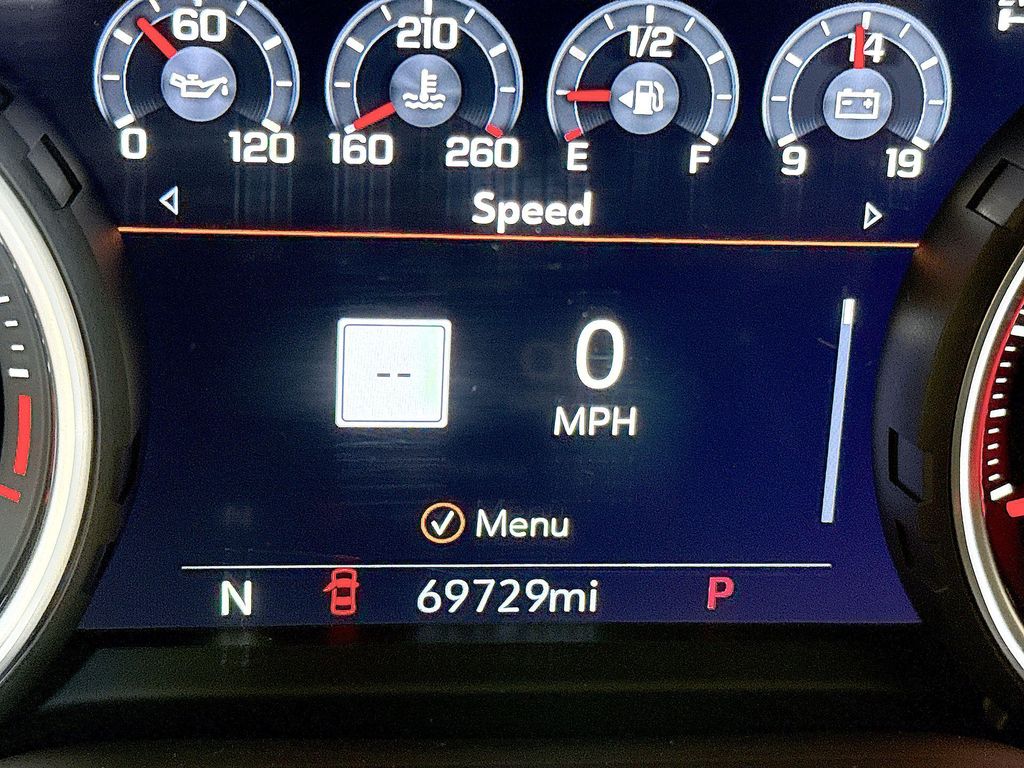 60 210 1/2 14
0 120 160 260 E F 9 19
Speed
--
0
MPH
Menu
N 69729mi P